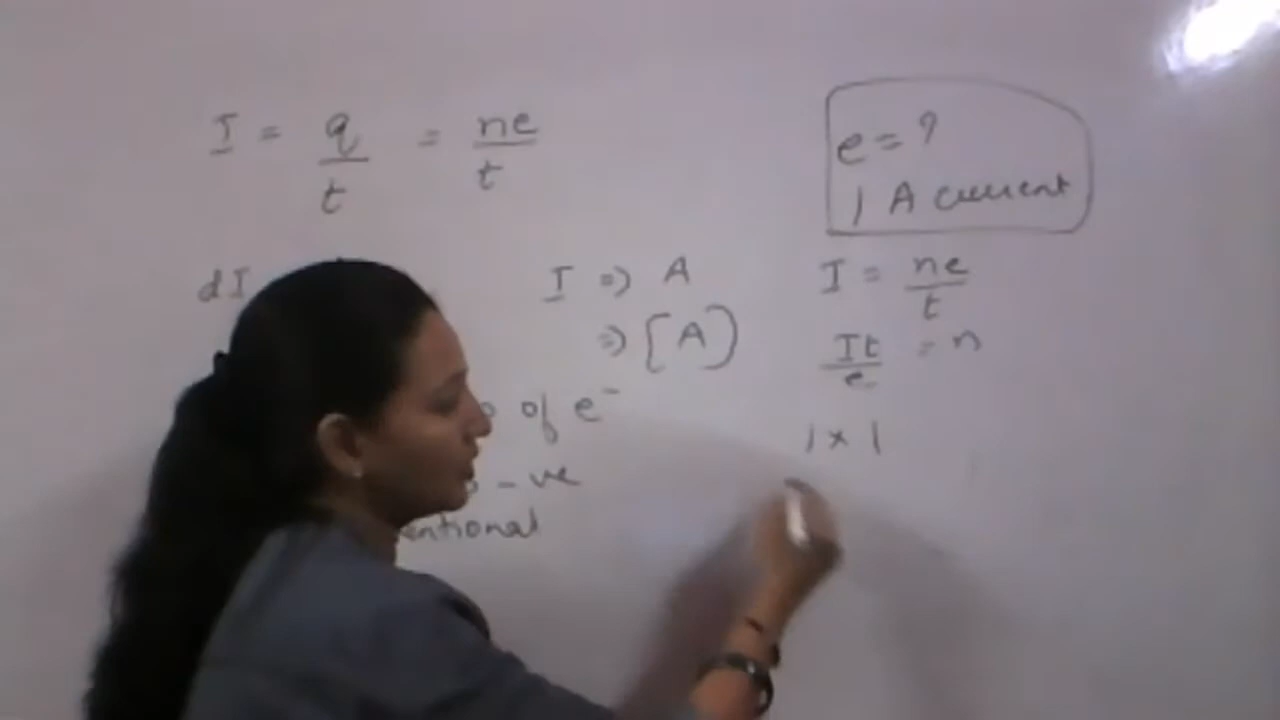 I = q/t = ne/t
dI
I ⇒ A
⇒ [A]
of e⁻
-ve
entional
e = ?
1 A current
I = ne/t
It/e = n
1 × 1